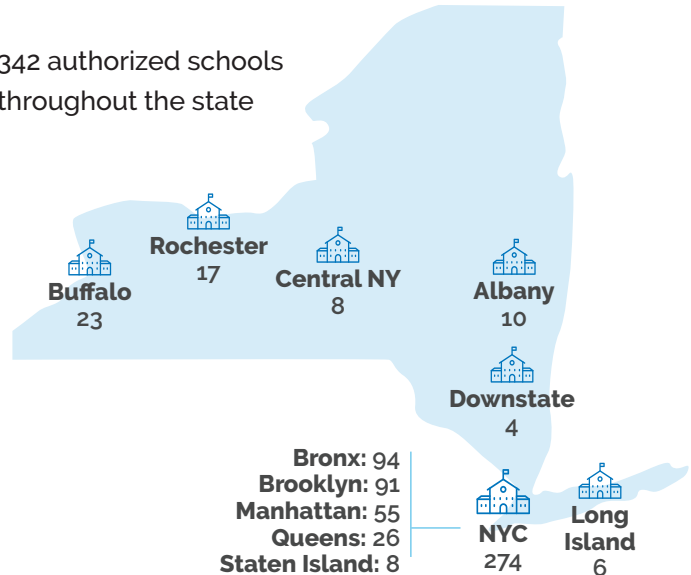 342 authorized schools
throughout the state
Rochester
17
Buffalo
23
Central NY
8
Albany
10
Downstate
4
Bronx: 94
Brooklyn: 91
Manhattan: 55
Queens: 26
Staten Island: 8
NYC
274
Long
Island
6